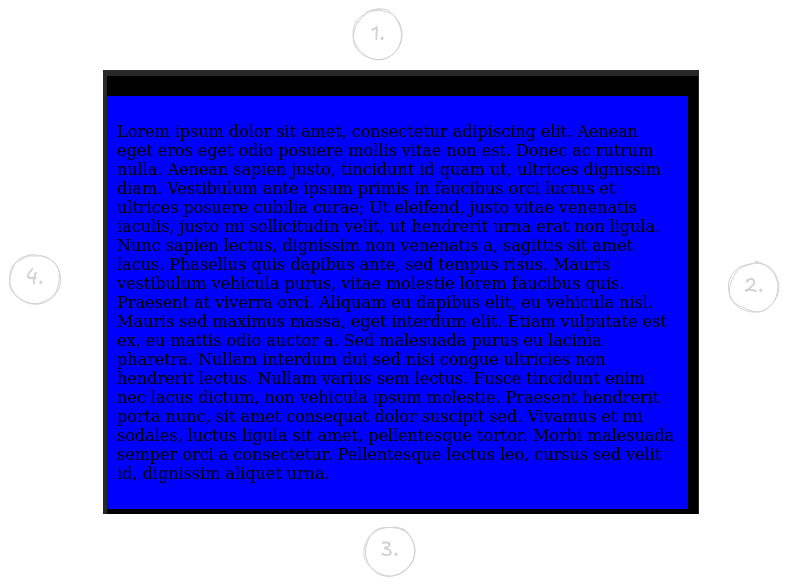 1.
Lorem ipsum dolor sit amet, consectetur adipiscing elit. Aenean
eget eros eget odio posuere mollis vitae non est. Donec ac rutrum
nulla. Aenean sapien justo, tincidunt id quam ut, ultrices dignissim
diam. Vestibulum ante ipsum primis in faucibus orci luctus et
ultrices posuere cubilia curae; Ut eleifend, justo vitae venenatis
iaculis, justo mi sollicitudin velit, ut hendrerit urna erat non ligula.
Nunc sapien lectus, dignissim non venenatis a, sagittis sit amet
lacus. Phasellus quis dapibus ante, sed tempus risus. Mauris
vestibulum vehicula purus, vitae molestie lorem faucibus quis.
Praesent at viverra orci. Aliquam eu dapibus elit, eu vehicula nisl.
Mauris sed maximus massa, eget interdum elit. Etiam vulputate est
ex, eu mattis odio auctor a. Sed malesuada purus eu lacinia
pharetra. Nullam interdum dui sed nisi congue ultricies non
hendrerit lectus. Nullam varius sem lectus. Fusce tincidunt enim
nec lacus dictum, non vehicula ipsum molestie. Praesent hendrerit
porta nunc, sit amet consequat dolor suscipit sed. Vivamus et mi
sodales, luctus ligula sit amet, pellentesque tortor. Morbi malesuada
semper orci a consectetur. Pellentesque lectus leo, cursus sed velit
id, dignissim aliquet urna.
4.
2.
3.